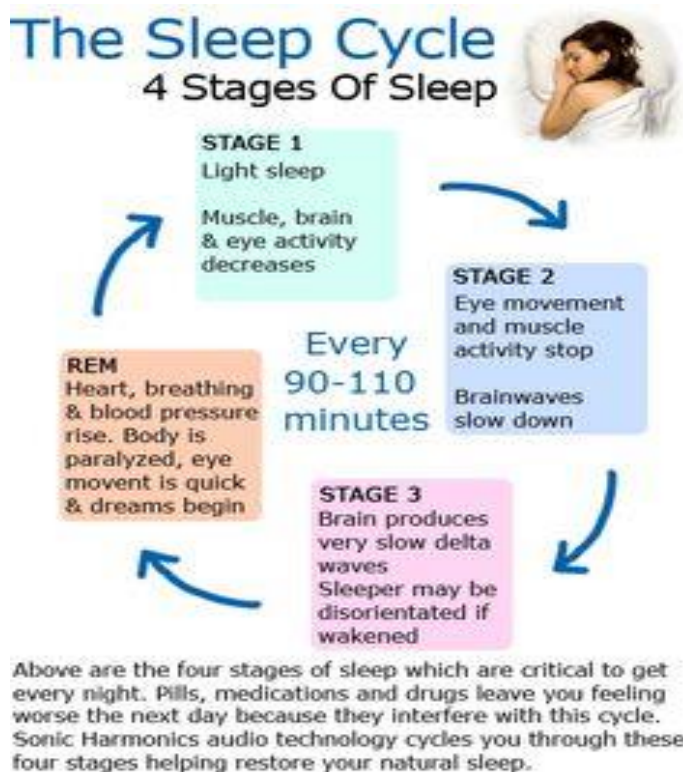 The Sleep Cycle
4 Stages Of Sleep
STAGE 1
Light sleep
Muscle, brain
& eye activity
decreases
STAGE 2
Eye movement
and muscle
activity stop
Brainwaves
slow down
Every
90-110
minutes
STAGE 3
Brain produces
very slow delta
waves
Sleeper may be
disorientated if
wakened
REM
Heart, breathing
& blood pressure
rise. Body is
paralyzed, eye
movent is quick
& dreams begin
Above are the four stages of sleep which are critical to get
every night. Pills, medications and drugs leave you feeling
worse the next day because they interfere with this cycle.
Sonic Harmonics audio technology cycles you through these
four stages helping restore your natural sleep.